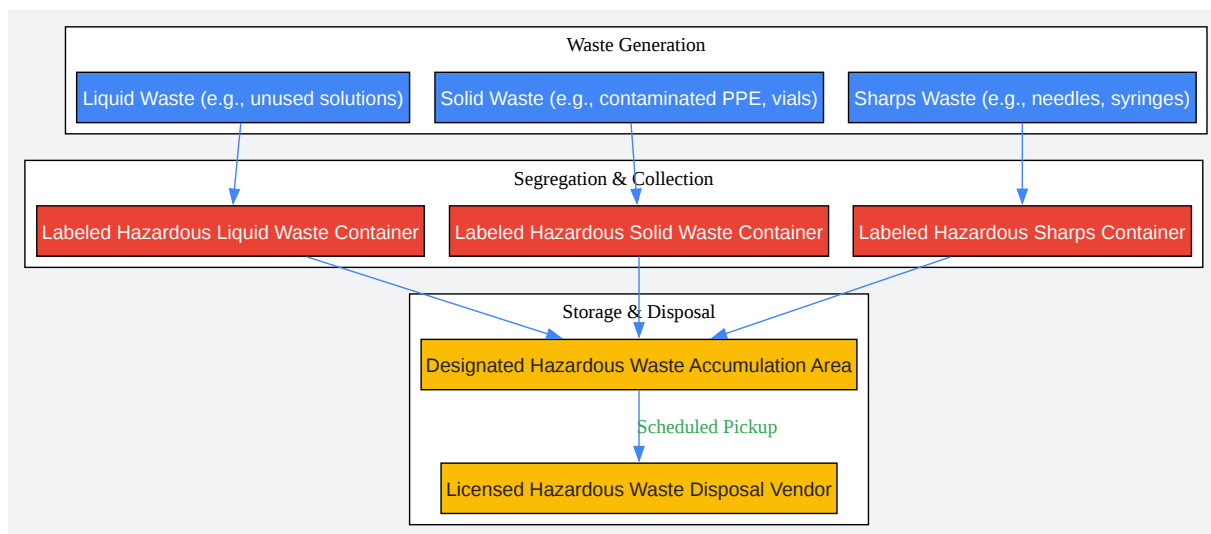 Waste Generation
Liquid Waste (e.g., unused solutions)
Solid Waste (e.g., contaminated PPE, vials)
Sharps Waste (e.g., needles, syringes)
Segregation & Collection
Labeled Hazardous Liquid Waste Container
Labeled Hazardous Solid Waste Container
Labeled Hazardous Sharps Container
Storage & Disposal
Designated Hazardous Waste Accumulation Area
Scheduled Pickup
Licensed Hazardous Waste Disposal Vendor